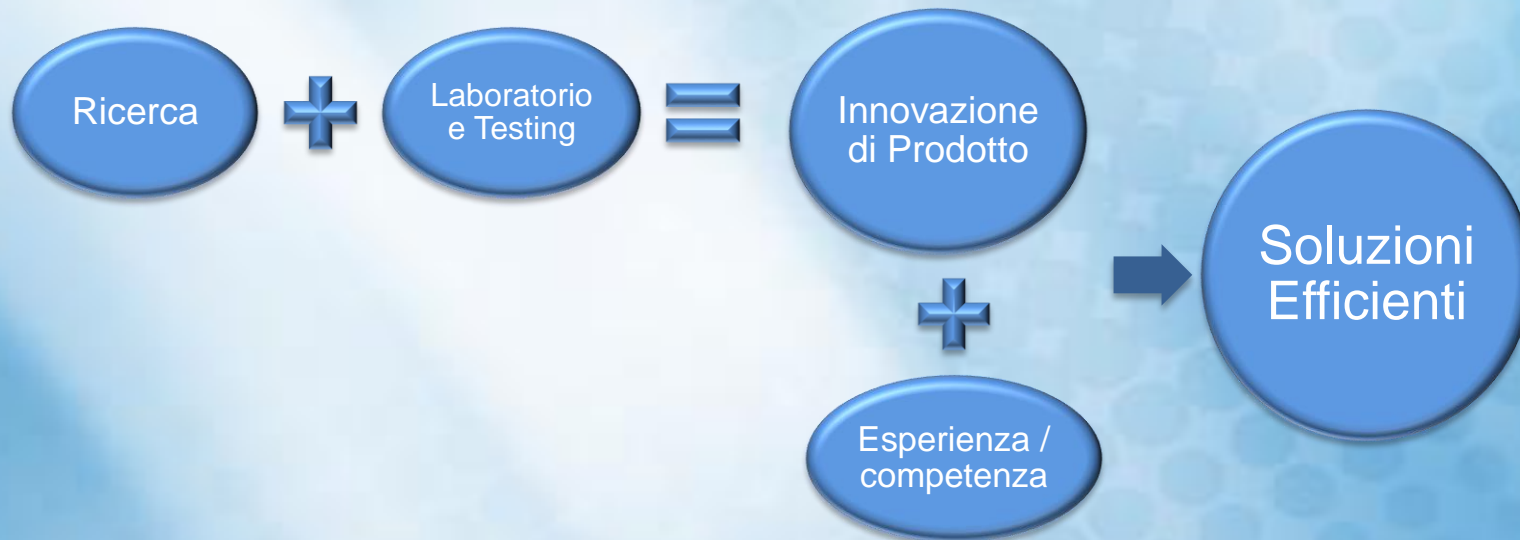 Ricerca
Laboratorio
e Testing
Innovazione
di Prodotto
Esperienza /
competenza
Soluzioni
Efficienti